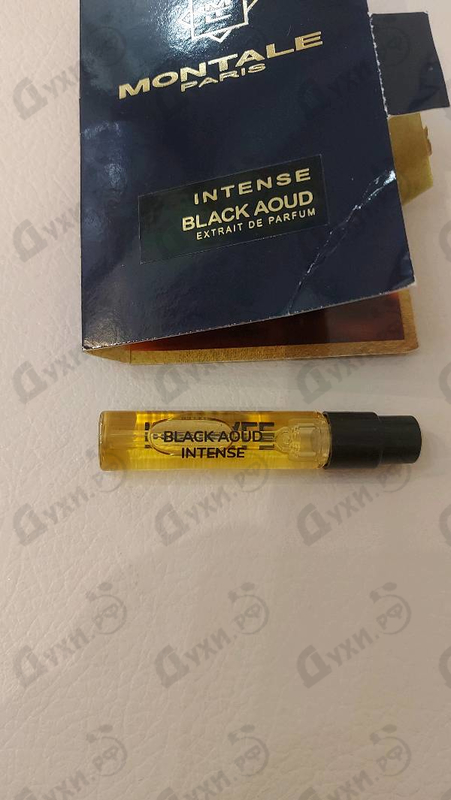 MONTALE
PARIS
INTENSE
BLACK AOUD
EXTRAIT DE PARFUM
BLACK AOUD
INTENSE
Духи.рф